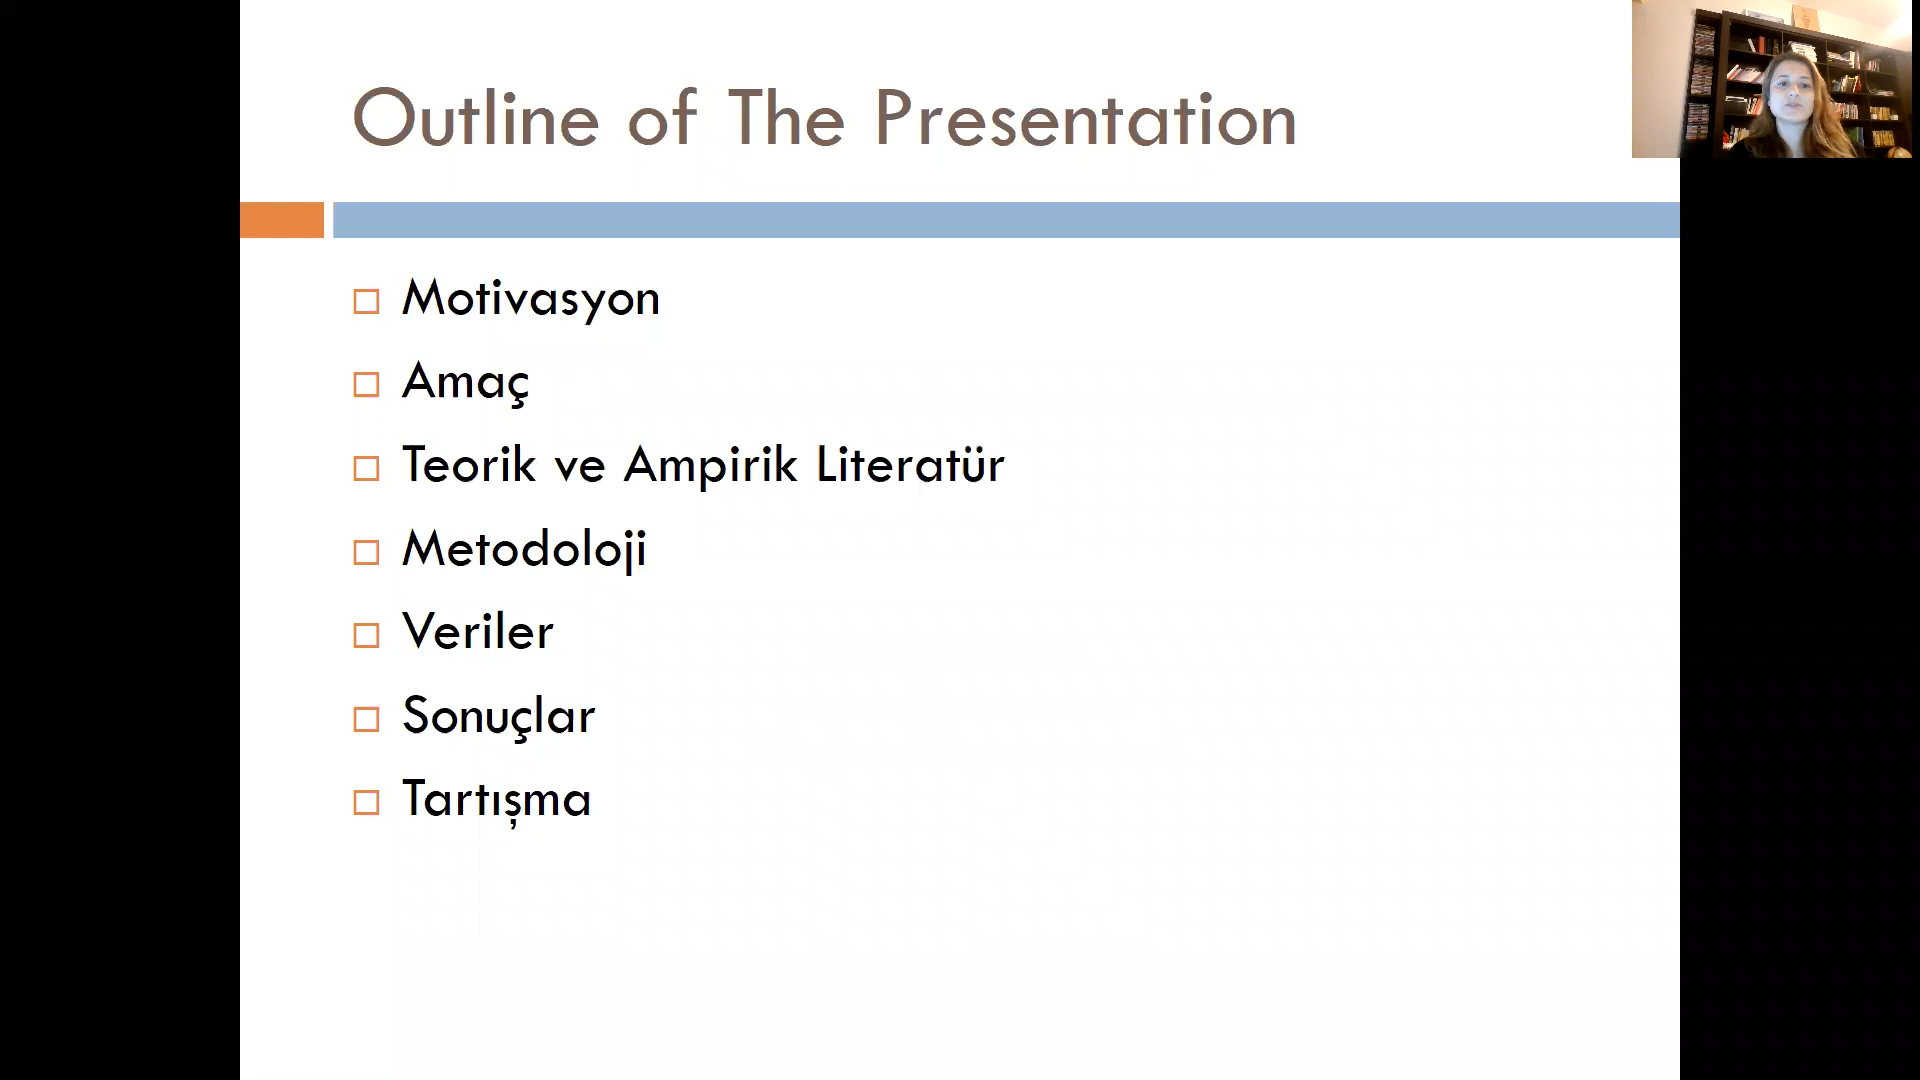 Outline of The Presentation
Motivasyon
Amaç
Teorik ve Ampirik Literatür
Metodoloji
Veriler
Sonuçlar
Tartışma